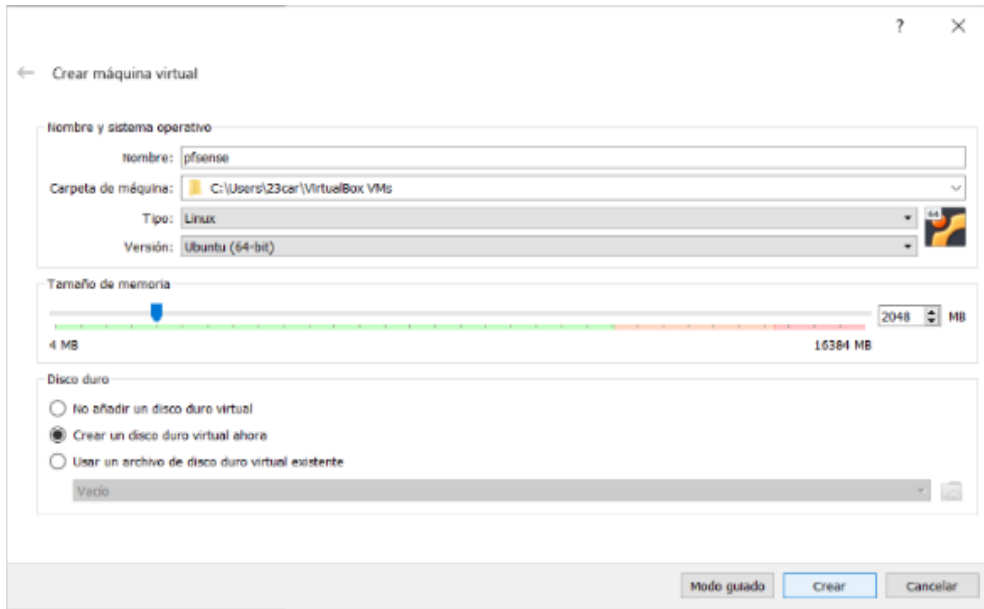 ?
Crear máquina virtual
Nombre y sistema operativo
Nombre: pfsense
Carpeta de máquina: C:\Users\23car\VirtualBox VMs
Tipo: Linux
64
Versión: Ubuntu (64-bit)
Tamaño de memoria
2048 MB
4 MB 16384 MB
Disco duro
No añadir un disco duro virtual
Crear un disco duro virtual ahora
Usar un archivo de disco duro virtual existente
Vacío
Modo guiado Crear Cancelar